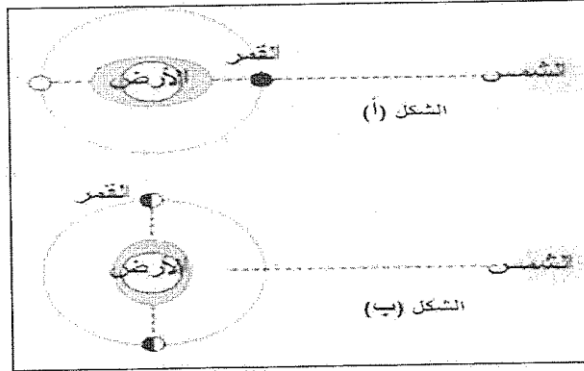 القمر
الأرض
الشمس
الشكل (أ)
القمر
الأرض
الشمس
الشكل (ب)